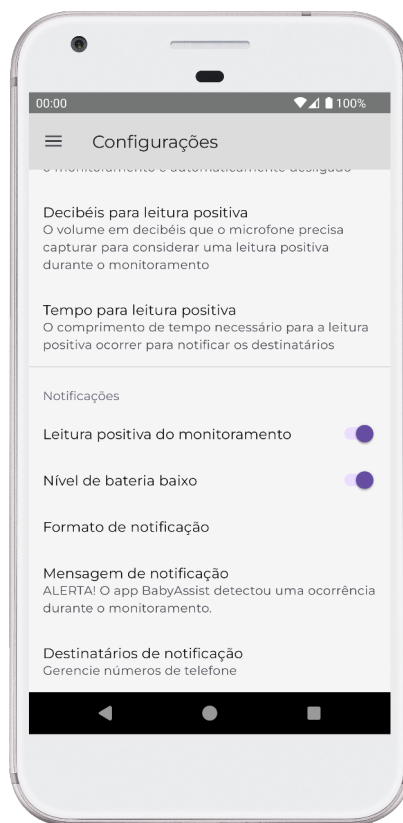 00:00 100%
Configurações
o monitoramento é automaticamente desligado
Decibéis para leitura positiva
O volume em decibéis que o microfone precisa
capturar para considerar uma leitura positiva
durante o monitoramento
Tempo para leitura positiva
O comprimento de tempo necessário para a leitura
positiva ocorrer para notificar os destinatários
Notificações
Leitura positiva do monitoramento
Nível de bateria baixo
Formato de notificação
Mensagem de notificação
ALERTA! O app BabyAssist detectou uma ocorrência
durante o monitoramento.
Destinatários de notificação
Gerencie números de telefone